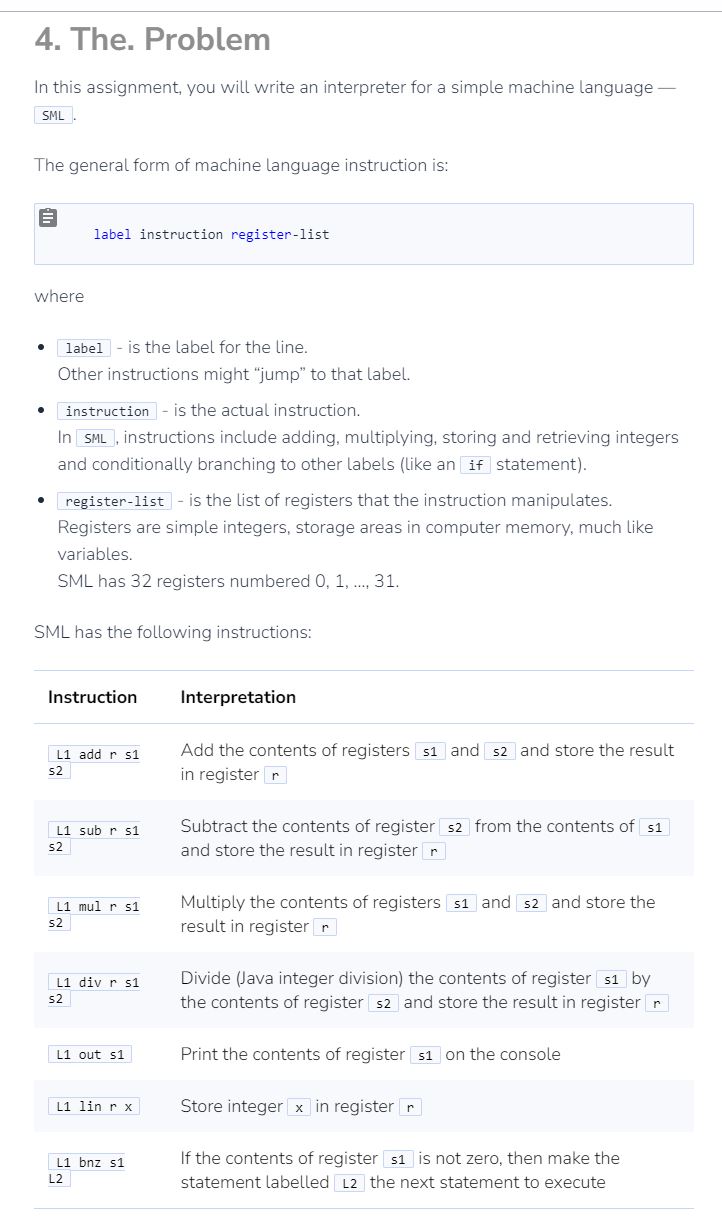 4. The. Problem
In this assignment, you will write an interpreter for a simple machine language —
SML.
The general form of machine language instruction is:
label instruction register-list
where
• label - is the label for the line.
Other instructions might “jump” to that label.
• instruction - is the actual instruction.
In SML, instructions include adding, multiplying, storing and retrieving integers
and conditionally branching to other labels (like an if statement).
• register-list - is the list of registers that the instruction manipulates.
Registers are simple integers, storage areas in computer memory, much like
variables.
SML has 32 registers numbered 0, 1, …, 31.
SML has the following instructions:
Instruction Interpretation
L1 add r s1
s2
Add the contents of registers s1 and s2 and store the result
in register r
L1 sub r s1
s2
Subtract the contents of register s2 from the contents of s1
and store the result in register r
L1 mul r s1
s2
Multiply the contents of registers s1 and s2 and store the
result in register r
L1 div r s1
s2
Divide (Java integer division) the contents of register s1 by
the contents of register s2 and store the result in register r
L1 out s1
Print the contents of register s1 on the console
L1 lin r x
Store integer x in register r
L1 bnz s1
L2
If the contents of register s1 is not zero, then make the
statement labelled L2 the next statement to execute